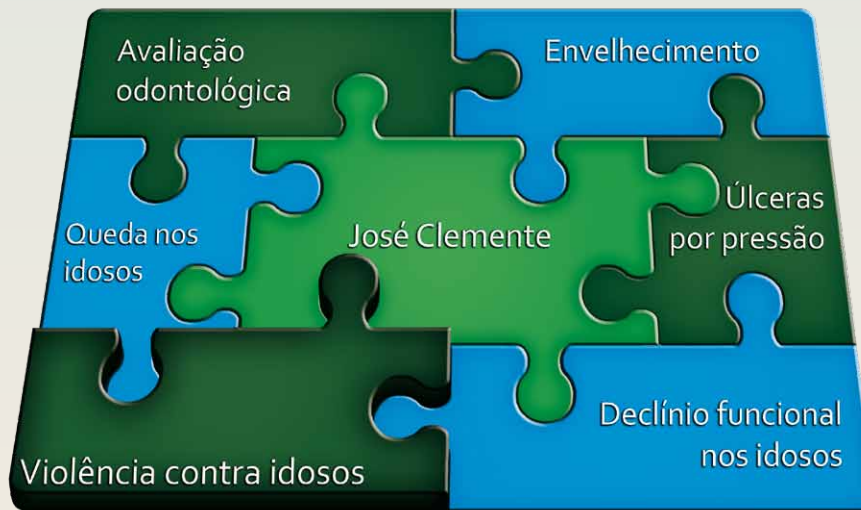 Avaliação
odontológica
Envelhecimento
Queda nos
idosos
José Clemente
Úlceras
por pressão
Violência contra idosos
Declínio funcional
nos idosos